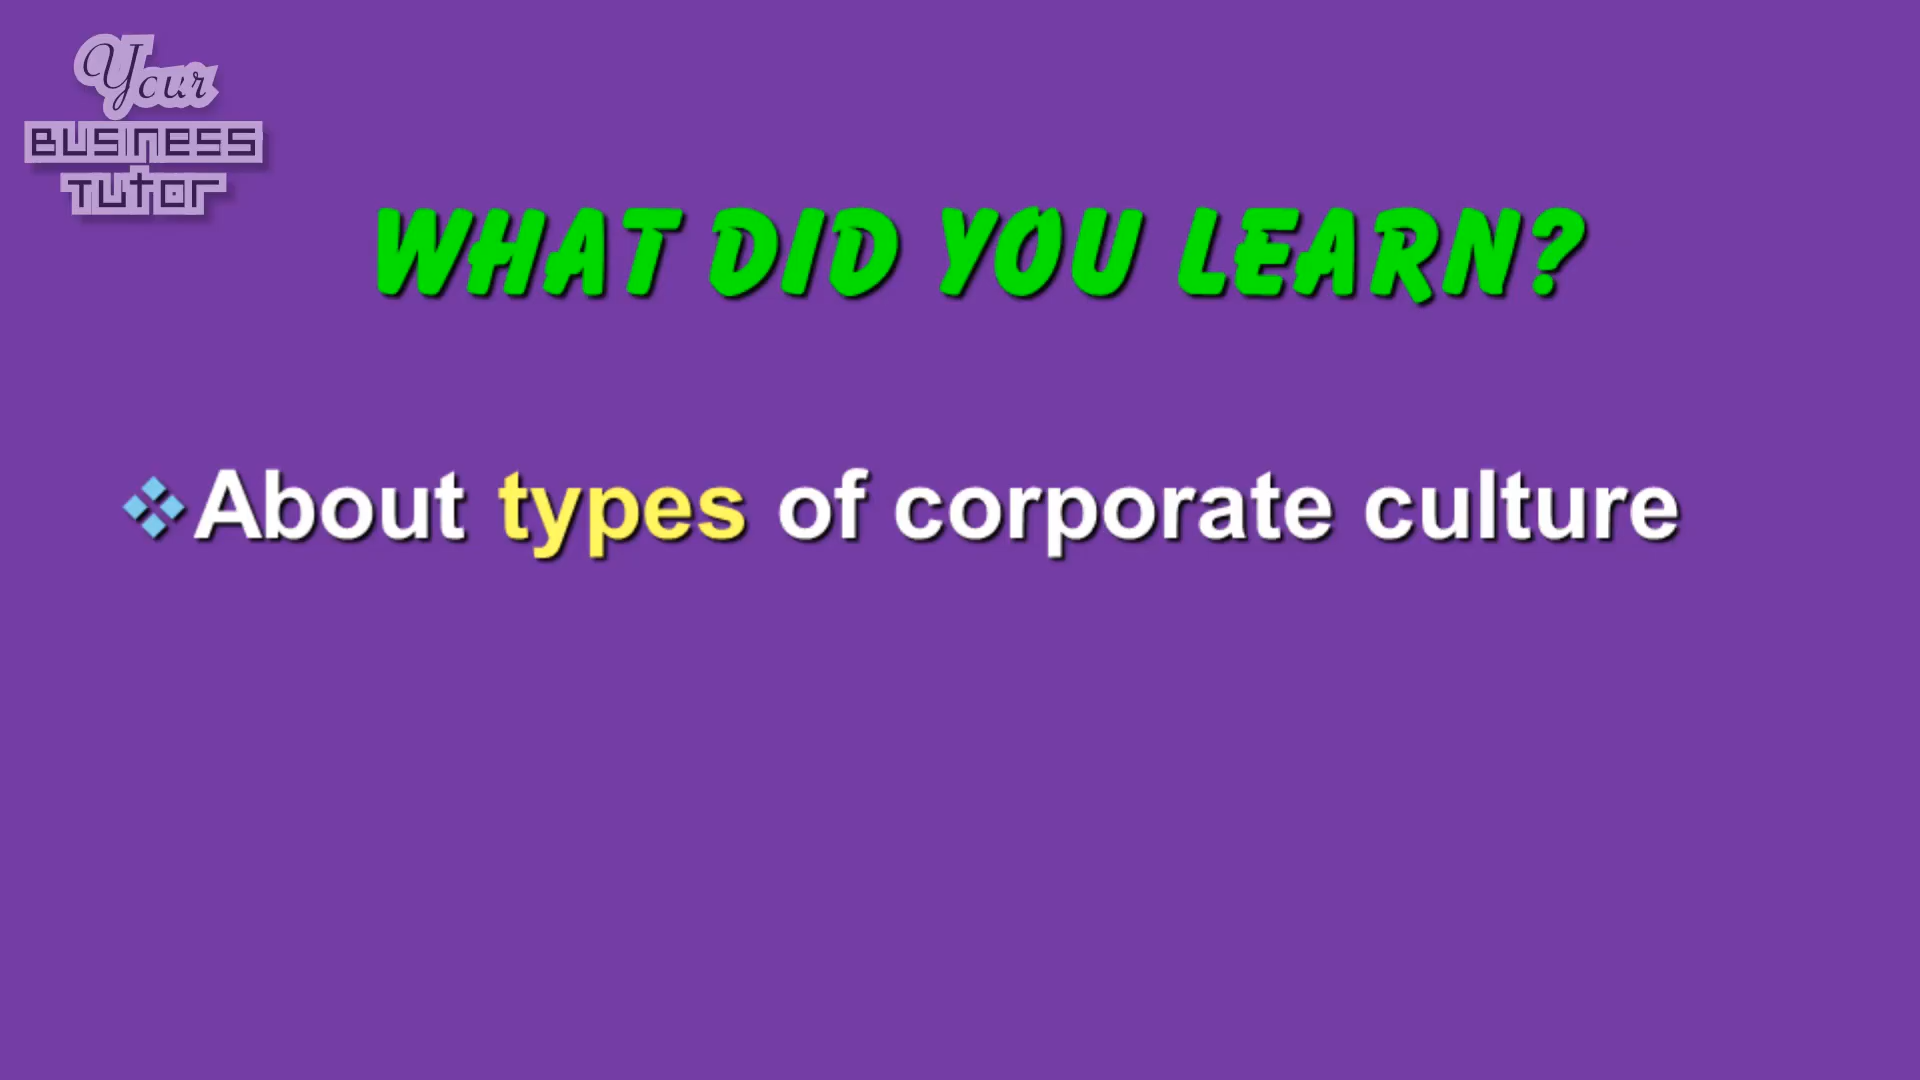 Your
BUSINESS
TUTOR
WHAT DID YOU LEARN?
About types of corporate culture